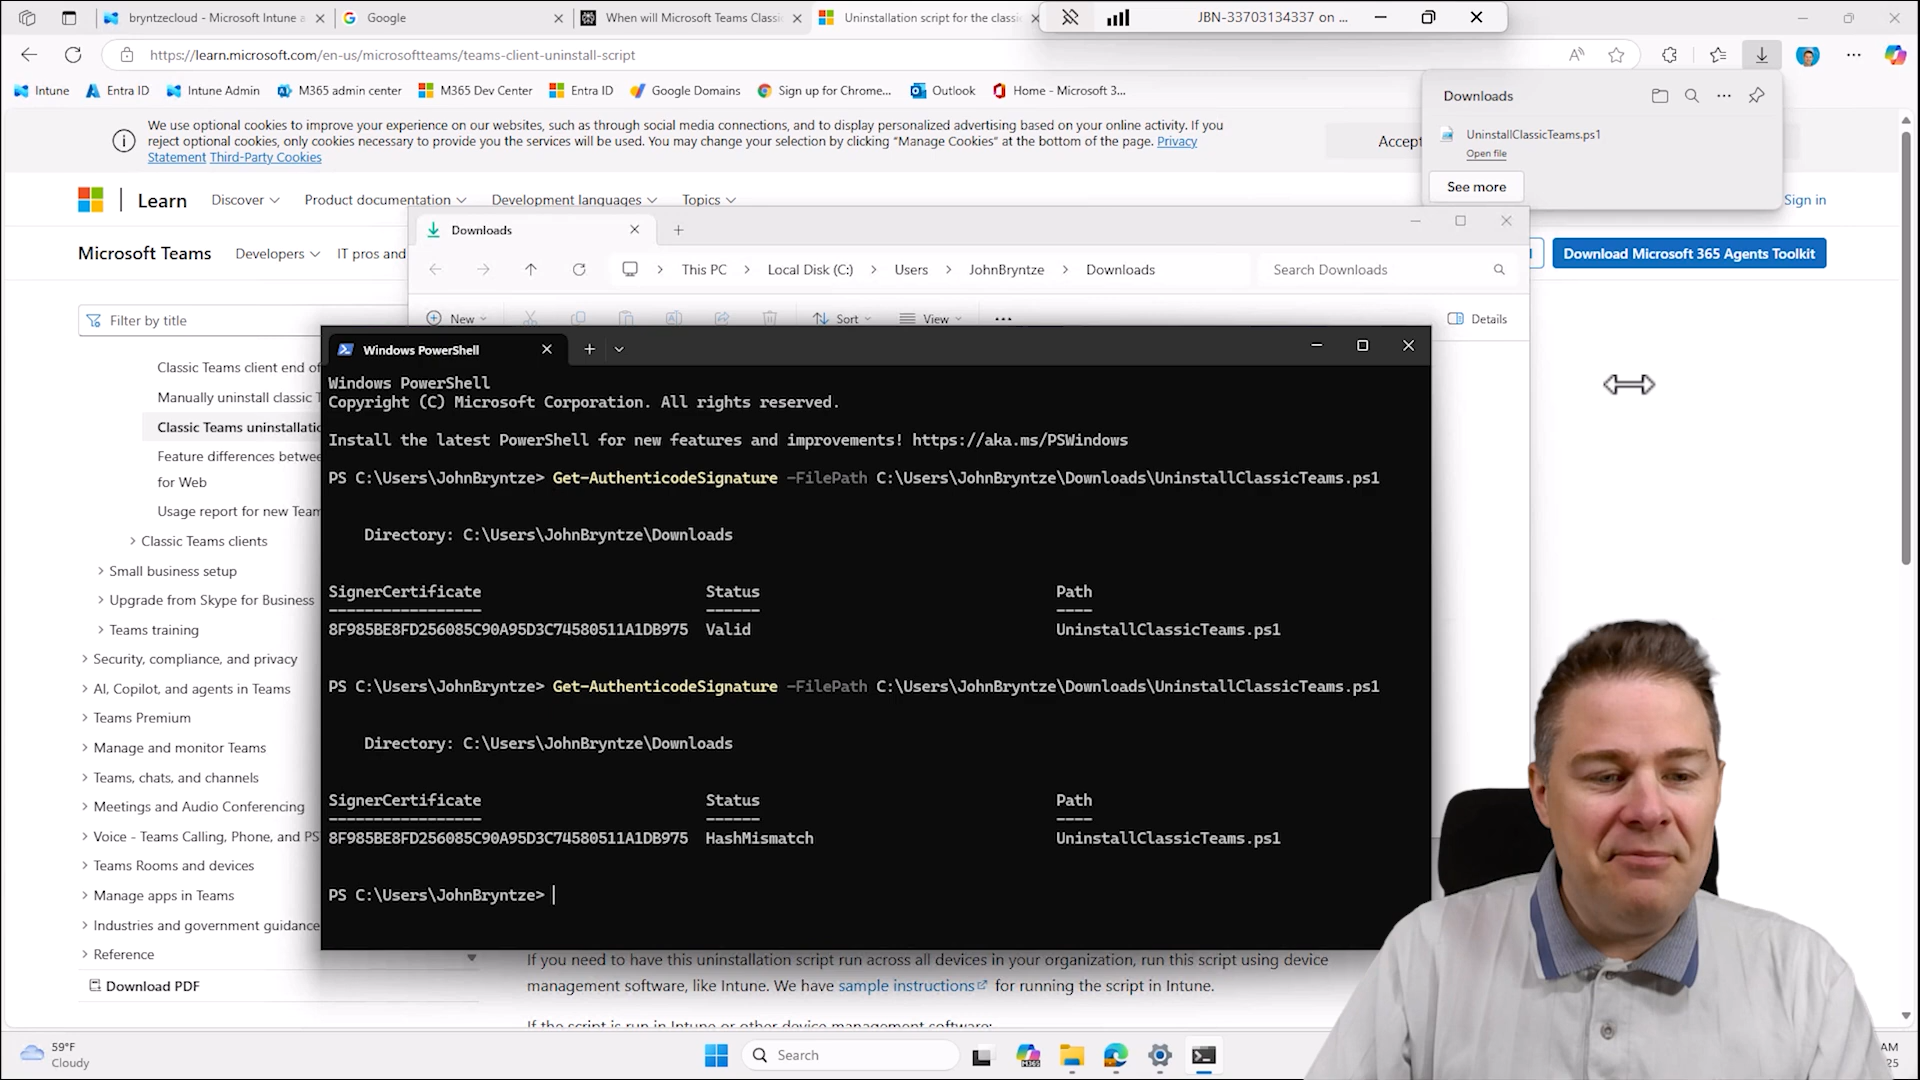 bryntzecloud - Microsoft Intune a
Google
When will Microsoft Teams Classi
Uninstallation script for the classi
JBN-33703134337 on ...
https://learn.microsoft.com/en-us/microsoftteams/teams-client-uninstall-script
Intune
Entra ID
Intune Admin
M365 admin center
M365 Dev Center
Entra ID
Google Domains
Sign up for Chrome...
Outlook
Home - Microsoft 3...
Downloads
UninstallClassicTeams.ps1
Open file
See more
We use optional cookies to improve your experience on our websites, such as through social media connections, and to display personalized advertising based on your online activity. If you
reject optional cookies, only cookies necessary to provide you the services will be used. You may change your selection by clicking “Manage Cookies” at the bottom of the page. Privacy
Statement Third-Party Cookies
Accept
Learn
Discover
Product documentation
Development languages
Topics
Sign in
Microsoft Teams
Developers
IT pros and
Download Microsoft 365 Agents Toolkit
Downloads
This PC > Local Disk (C:) > Users > JohnBryntze > Downloads
Search Downloads
New
Sort
View
...
Details
Filter by title
Classic Teams client end of
Manually uninstall classic T
Classic Teams uninstallatio
Feature differences betwee
for Web
Usage report for new Team
Classic Teams clients
Small business setup
Upgrade from Skype for Business
Teams training
Security, compliance, and privacy
AI, Copilot, and agents in Teams
Teams Premium
Manage and monitor Teams
Teams, chats, and channels
Meetings and Audio Conferencing
Voice - Teams Calling, Phone, and PS
Teams Rooms and devices
Manage apps in Teams
Industries and government guidance
Reference
Download PDF
Windows PowerShell
Windows PowerShell
Copyright (C) Microsoft Corporation. All rights reserved.
Install the latest PowerShell for new features and improvements! https://aka.ms/PSWindows
PS C:\Users\JohnBryntze> Get-AuthenticodeSignature -FilePath C:\Users\JohnBryntze\Downloads\UninstallClassicTeams.ps1
Directory: C:\Users\JohnBryntze\Downloads
SignerCertificate Status Path
----------------- ------ ----
8F985BE8FD256085C90A95D3C74580511A1DB975 Valid UninstallClassicTeams.ps1
PS C:\Users\JohnBryntze> Get-AuthenticodeSignature -FilePath C:\Users\JohnBryntze\Downloads\UninstallClassicTeams.ps1
Directory: C:\Users\JohnBryntze\Downloads
SignerCertificate Status Path
----------------- ------ ----
8F985BE8FD256085C90A95D3C74580511A1DB975 HashMismatch UninstallClassicTeams.ps1
PS C:\Users\JohnBryntze>
If you need to have this uninstallation script run across all devices in your organization, run this script using device
management software, like Intune. We have sample instructions for running the script in Intune.
If the script is run in Intune or other device management software:
59°F
Cloudy
Search
M365
AM
25